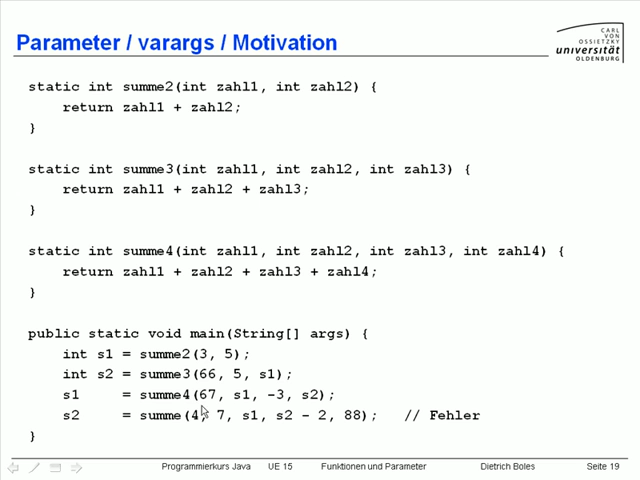 Parameter / varargs / Motivation
CARL
VON
OSSIETZKY
universität
OLDENBURG
static int summe2(int zahl1, int zahl2) {
return zahl1 + zahl2;
}
static int summe3(int zahl1, int zahl2, int zahl3) {
return zahl1 + zahl2 + zahl3;
}
static int summe4(int zahl1, int zahl2, int zahl3, int zahl4) {
return zahl1 + zahl2 + zahl3 + zahl4;
}
public static void main(String[] args) {
int s1 = summe2(3, 5);
int s2 = summe3(66, 5, s1);
s1 = summe4(67, s1, -3, s2);
s2 = summe(4, 7, s1, s2 - 2, 88); // Fehler
}
Programmierkurs Java UE 15 Funktionen und Parameter Dietrich Boles Seite 19